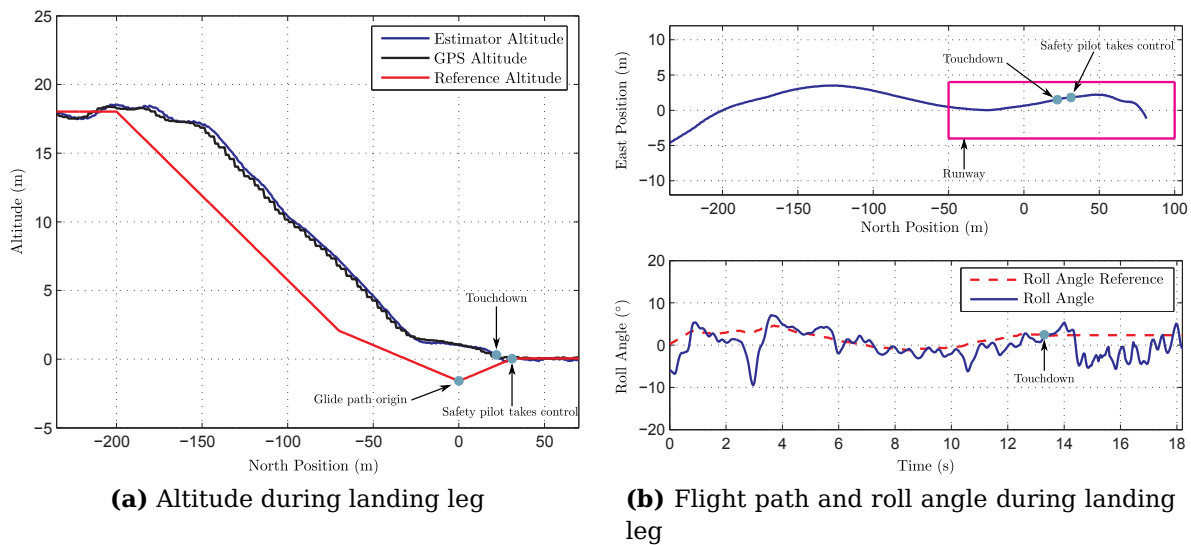 25
20
15
10
5
0
−5
−200
−150
−100
−50
0
50
Altitude (m)
North Position (m)
Estimator Altitude
GPS Altitude
Reference Altitude
Touchdown
Glide path origin
Safety pilot takes control
(a) Altitude during landing leg
10
5
0
−5
−10
−200
−150
−100
−50
0
50
100
East Position (m)
North Position (m)
Safety pilot takes control
Touchdown
Runway
20
10
0
−10
−20
0
2
4
6
8
10
12
14
16
18
Roll Angle (°)
Time (s)
Roll Angle Reference
Roll Angle
Touchdown
(b) Flight path and roll angle during landing
leg